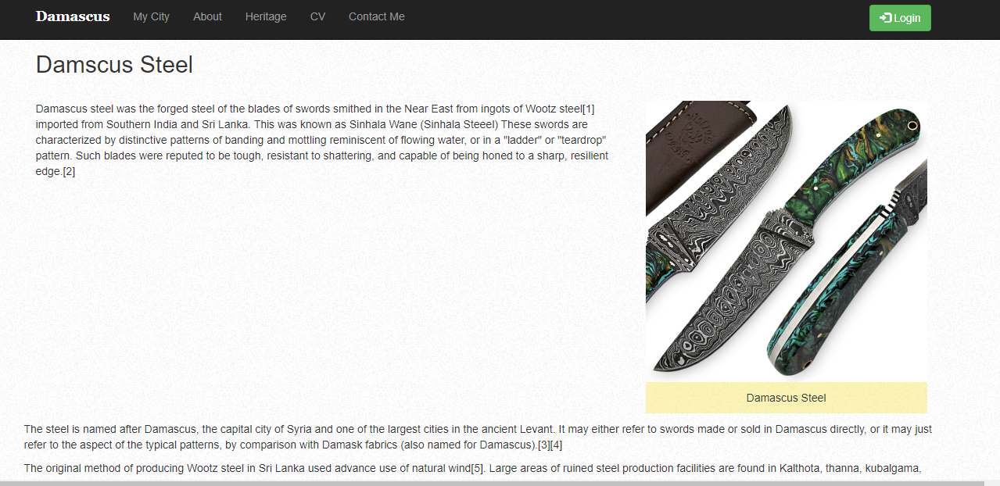 Damascus My City About Heritage CV Contact Me Login
Damscus Steel
Damascus steel was the forged steel of the blades of swords smithed in the Near East from ingots of Wootz steel[1]
imported from Southern India and Sri Lanka. This was known as Sinhala Wane (Sinhala Steeel) These swords are
characterized by distinctive patterns of banding and mottling reminiscent of flowing water, or in a "ladder" or "teardrop"
pattern. Such blades were reputed to be tough, resistant to shattering, and capable of being honed to a sharp, resilient
edge.[2]
Damascus Steel
The steel is named after Damascus, the capital city of Syria and one of the largest cities in the ancient Levant. It may either refer to swords made or sold in Damascus directly, or it may just
refer to the aspect of the typical patterns, by comparison with Damask fabrics (also named for Damascus).[3][4]
The original method of producing Wootz steel in Sri Lanka used advance use of natural wind[5]. Large areas of ruined steel production facilities are found in Kalthota, thanna, kubalgama,